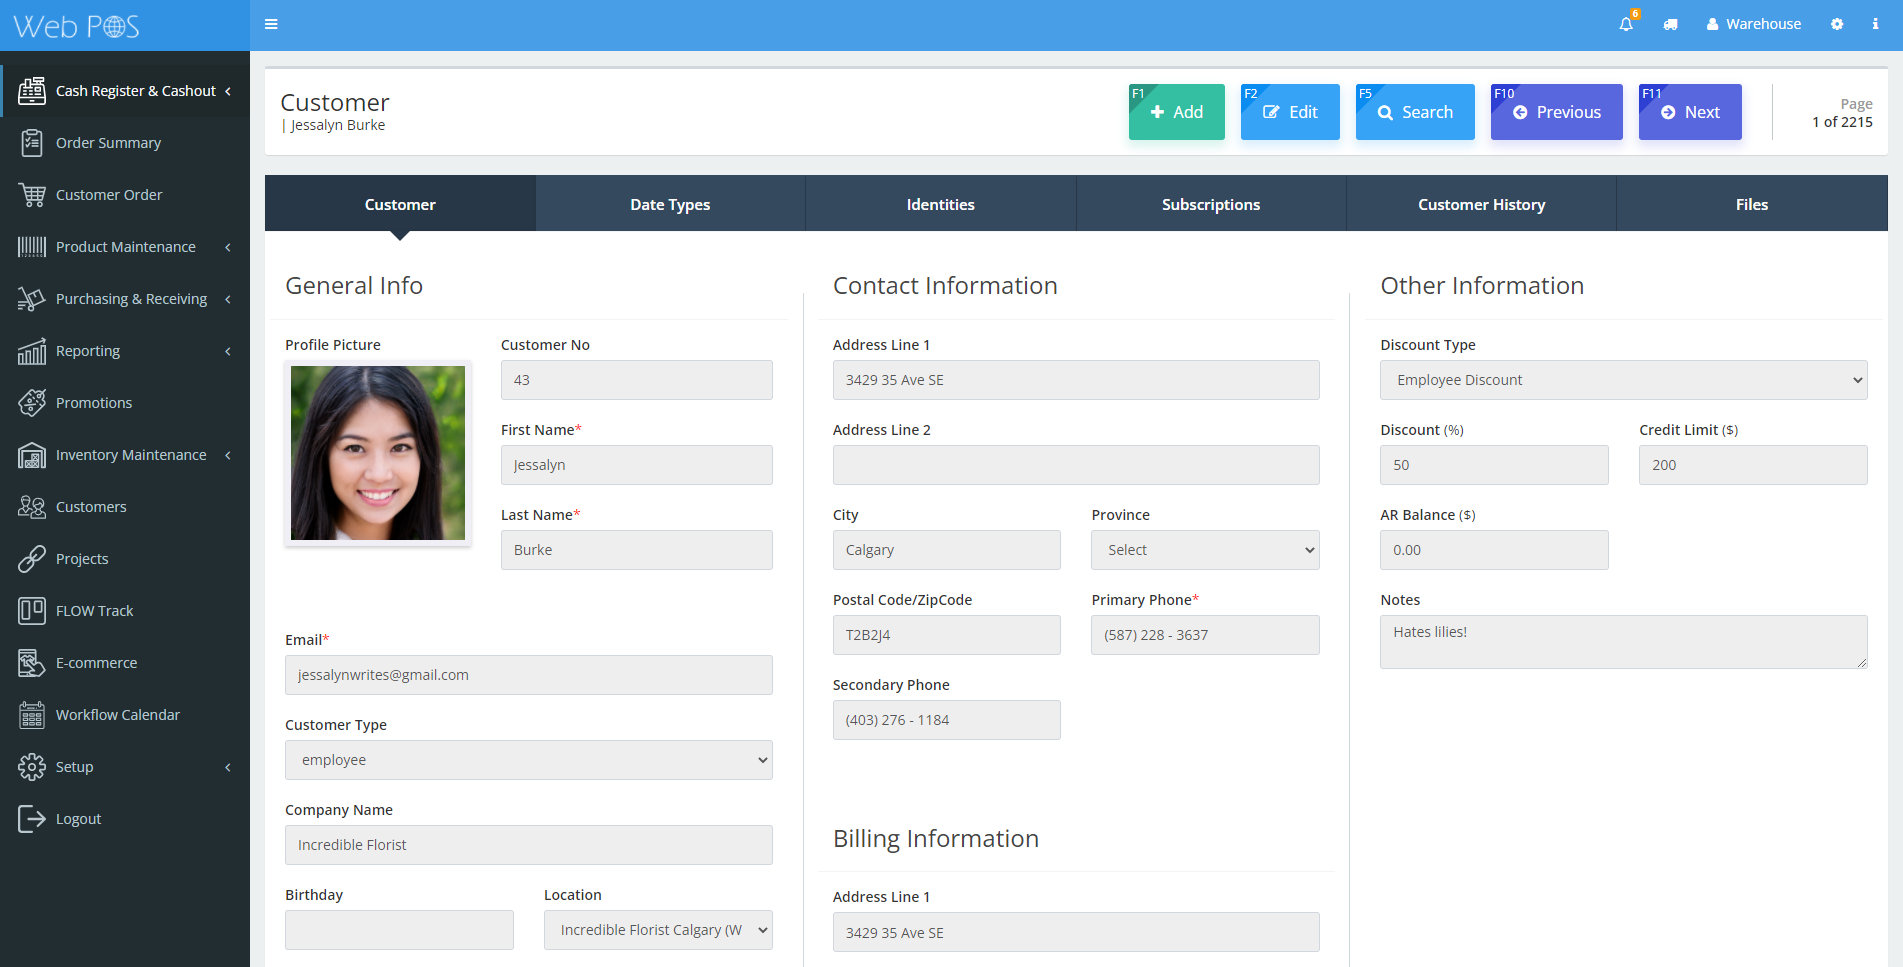 Web POS
6
Warehouse
Cash Register & Cashout
Order Summary
Customer Order
Product Maintenance
Purchasing & Receiving
Reporting
Promotions
Inventory Maintenance
Customers
Projects
FLOW Track
E-commerce
Workflow Calendar
Setup
Logout
Customer
| Jessalyn Burke
F1 Add
F2 Edit
F5 Search
F10 Previous
F11 Next
Page
1 of 2215
Customer
Date Types
Identities
Subscriptions
Customer History
Files
General Info
Profile Picture
Customer No
43
First Name*
Jessalyn
Last Name*
Burke
Email*
jessalynwrites@gmail.com
Customer Type
employee
Company Name
Incredible Florist
Birthday
Location
Incredible Florist Calgary (W
Contact Information
Address Line 1
3429 35 Ave SE
Address Line 2
City
Calgary
Province
Select
Postal Code/ZipCode
T2B2J4
Primary Phone*
(587) 228 - 3637
Secondary Phone
(403) 276 - 1184
Billing Information
Address Line 1
3429 35 Ave SE
Other Information
Discount Type
Employee Discount
Discount (%)
50
Credit Limit ($)
200
AR Balance ($)
0.00
Notes
Hates lilies!